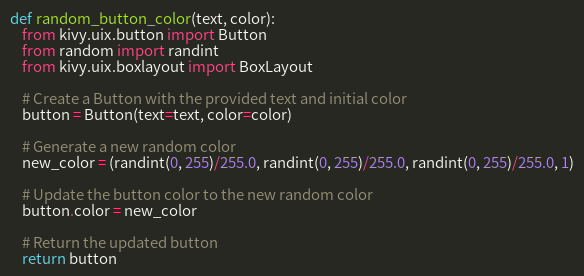 def random_button_color(text, color):
from kivy.uix.button import Button
from random import randint
from kivy.uix.boxlayout import BoxLayout
# Create a Button with the provided text and initial color
button = Button(text=text, color=color)
# Generate a new random color
new_color = (randint(0, 255)/255.0, randint(0, 255)/255.0, randint(0, 255)/255.0, 1)
# Update the button color to the new random color
button.color = new_color
# Return the updated button
return button